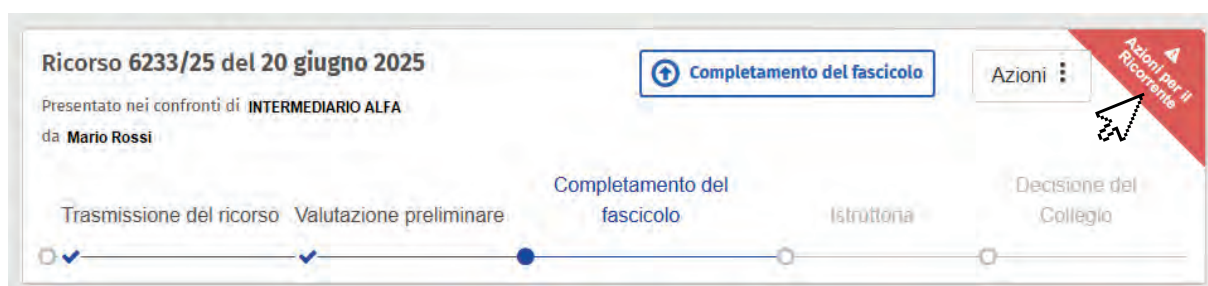 Ricorso 6233/25 del 20 giugno 2025
Completamento del fascicolo
Azioni
Azioni per il
Ricorrente
Presentato nei confronti di INTERMEDIARIO ALFA
da Mario Rossi
Trasmissione del ricorso
Valutazione preliminare
Completamento del
fascicolo
Istruttoria
Decisione del
Collegio